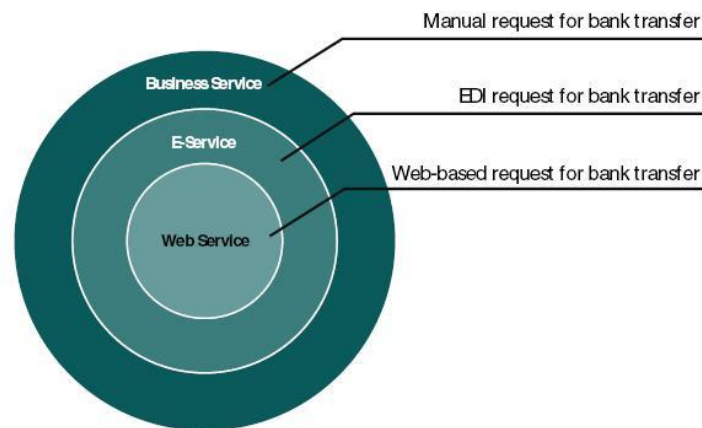 Manual request for bank transfer
Business Service
EDI request for bank transfer
E-Service
Web-based request for bank transfer
Web Service